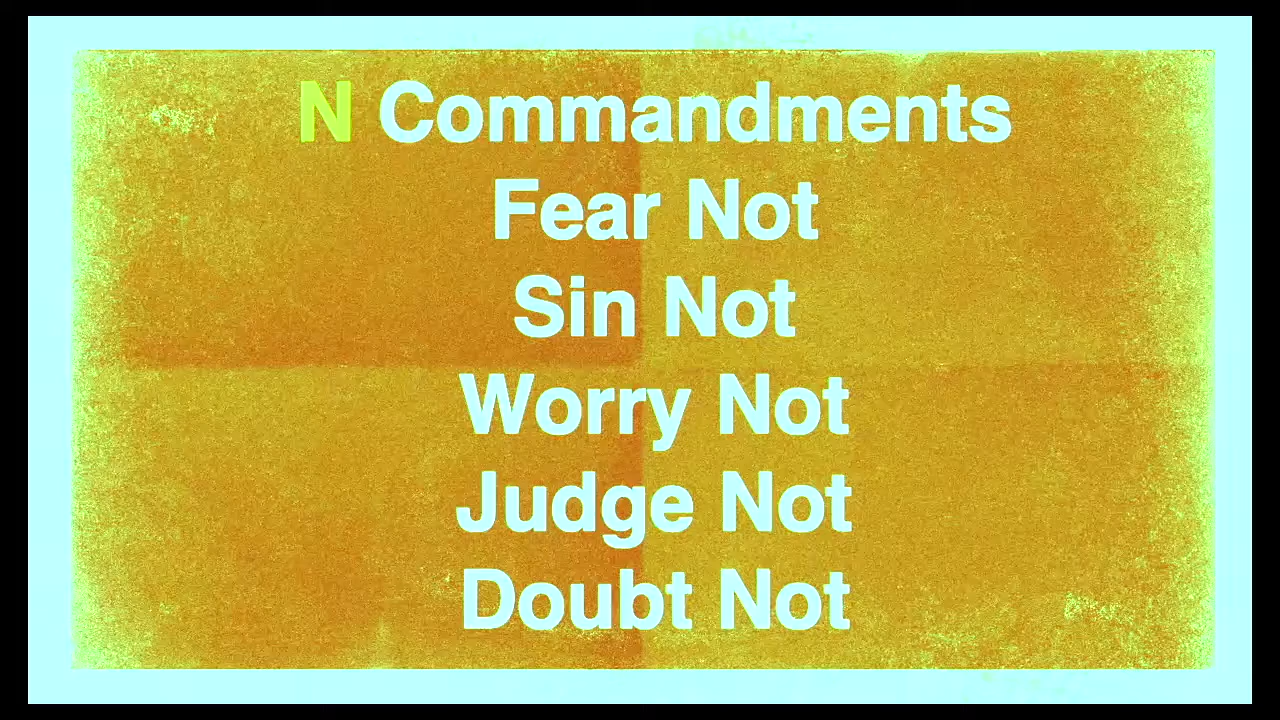 N Commandments
Fear Not
Sin Not
Worry Not
Judge Not
Doubt Not